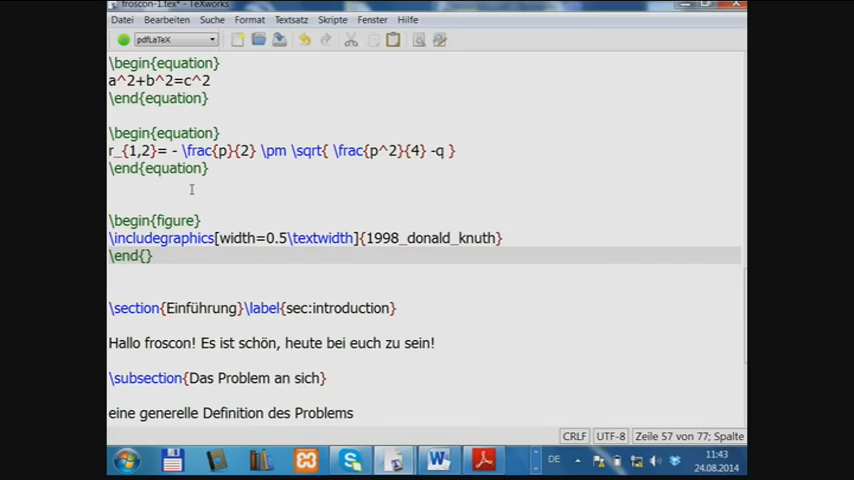 froscon-1.tex* - TeXworks
Datei Bearbeiten Suche Format Textsatz Skripte Fenster Hilfe
pdfLaTeX
\begin{equation}
a^2+b^2=c^2
\end{equation}
\begin{equation}
r_{1,2}= - \frac{p}{2} \pm \sqrt{ \frac{p^2}{4} -q }
\end{equation}
\begin{figure}
\includegraphics[width=0.5\textwidth]{1998_donald_knuth}
\end{}
\section{Einführung}\label{sec:introduction}
Hallo froscon! Es ist schön, heute bei euch zu sein!
\subsection{Das Problem an sich}
eine generelle Definition des Problems
CRLF UTF-8 Zeile 57 von 77; Spalte
DE 11:43
24.08.2014